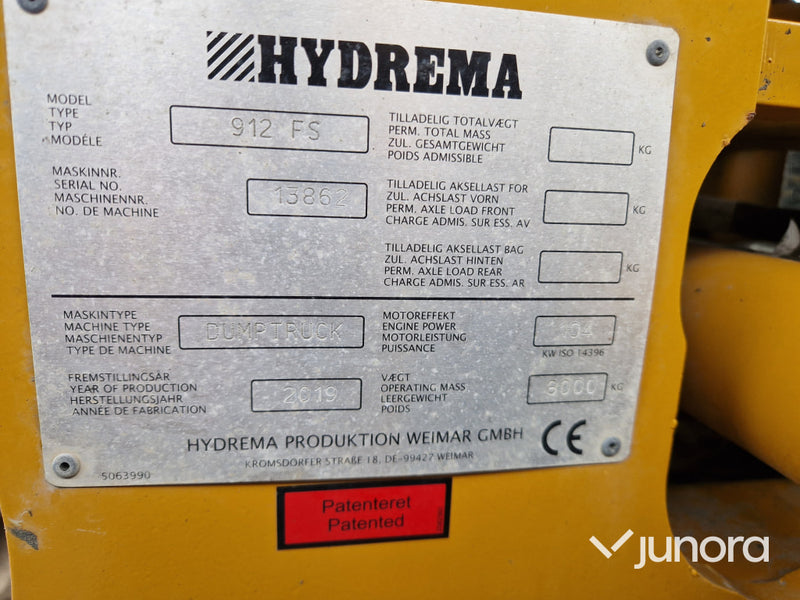 HYDREMA
MODEL
TYPE
TYP
MODÉLE
912 FS
MASKINNR.
SERIAL NO.
MASCHINENNR.
NO. DE MACHINE
13862
TILLADELIG TOTALVÆGT
PERM. TOTAL MASS
ZUL. GESAMTGEWICHT
POIDS ADMISSIBLE
KG
TILLADELIG AKSELLAST FOR
ZUL. ACHSLAST VORN
PERM. AXLE LOAD FRONT
CHARGE ADMIS. SUR ESS. AV
KG
TILLADELIG AKSELLAST BAG
ZUL. ACHSLAST HINTEN
PERM. AXLE LOAD REAR
CHARGE ADMIS. SUR ESS. AR
KG
MASKINTYPE
MACHINE TYPE
MASCHIENENTYP
TYPE DE MACHINE
DUMPTRUCK
MOTOREFFEKT
ENGINE POWER
MOTORLEISTUNG
PUISSANCE
104
KW ISO 14396
FREMSTILLINGSÅR
YEAR OF PRODUCTION
HERSTELLUNGSJAHR
ANNÉE DE FABRICATION
2019
VÆGT
OPERATING MASS
LEERGEWICHT
POIDS
KG
HYDREMA PRODUKTION WEIMAR GMBH
CE
KROMSDORFER STRAßE 18, DE-99427 WEIMAR
5063990
Patenteret
Patented
junora